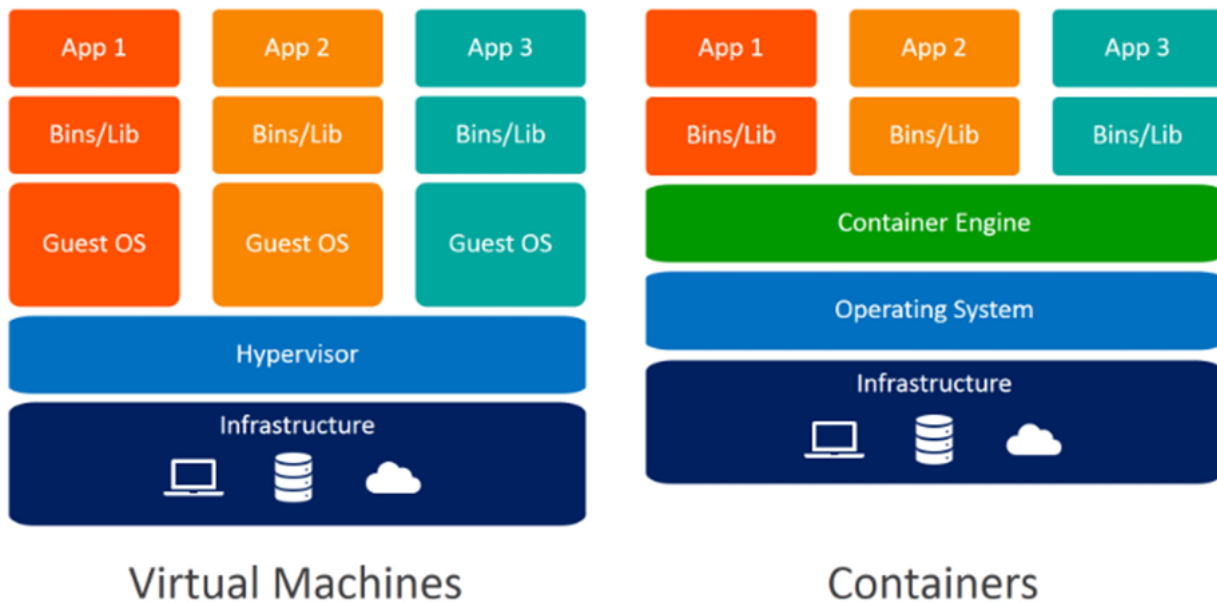 App 1
App 2
App 3
Bins/Lib
Bins/Lib
Bins/Lib
Guest OS
Guest OS
Guest OS
Hypervisor
Infrastructure
Virtual Machines
App 1
App 2
App 3
Bins/Lib
Bins/Lib
Bins/Lib
Container Engine
Operating System
Infrastructure
Containers